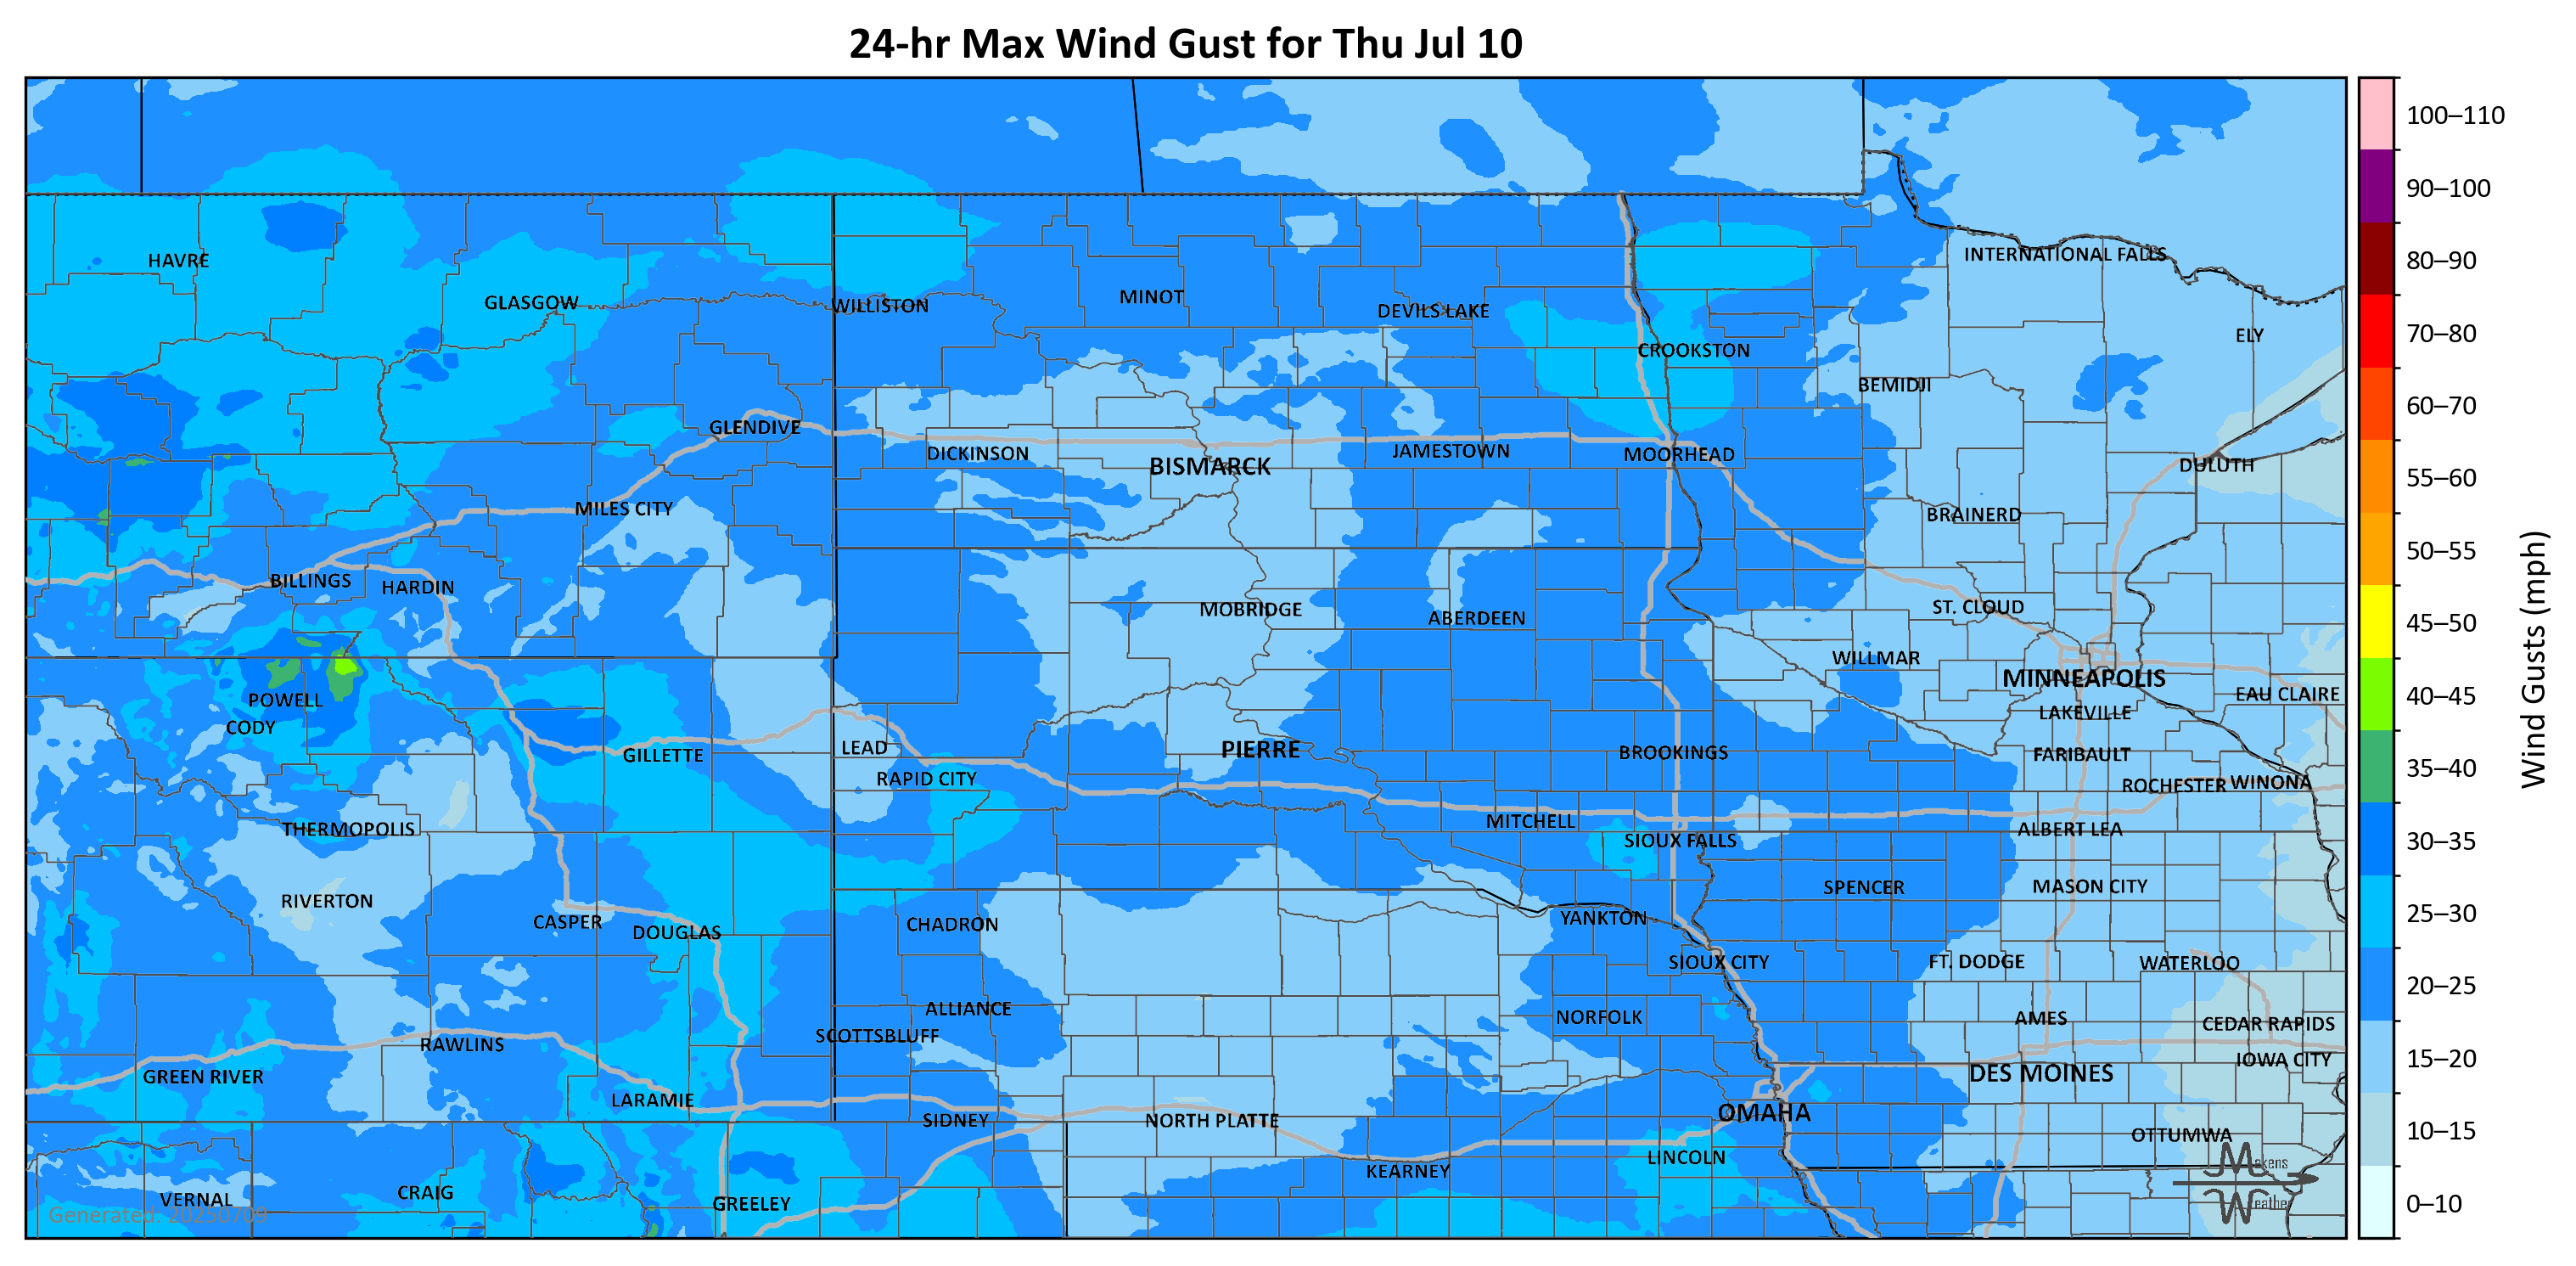 24-hr Max Wind Gust for Thu Jul 10
100–110
90–100
80–90
70–80
60–70
55–60
50–55
45–50
40–45
35–40
30–35
25–30
20–25
15–20
10–15
0–10
Wind Gusts (mph)
HAVRE
GLASGOW
WILLISTON
MINOT
DEVILS LAKE
INTERNATIONAL FALLS
ELY
CROOKSTON
BEMIDJI
GLENDIVE
DICKINSON
BISMARCK
JAMESTOWN
MOORHEAD
DULUTH
MILES CITY
BRAINERD
BILLINGS
HARDIN
MOBRIDGE
ABERDEEN
ST. CLOUD
WILLMAR
MINNEAPOLIS
EAU CLAIRE
POWELL
CODY
LAKEVILLE
GILLETTE
LEAD
PIERRE
BROOKINGS
FARIBAULT
RAPID CITY
ROCHESTER
WINONA
THERMOPOLIS
MITCHELL
SIOUX FALLS
ALBERT LEA
RIVERTON
SPENCER
MASON CITY
CASPER
DOUGLAS
CHADRON
YANKTON
SIOUX CITY
FT. DODGE
WATERLOO
ALLIANCE
NORFOLK
AMES
CEDAR RAPIDS
SCOTTSBLUFF
RAWLINS
IOWA CITY
GREEN RIVER
DES MOINES
LARAMIE
SIDNEY
NORTH PLATTE
OMAHA
OTTUMWA
LINCOLN
KEARNEY
VERNAL
CRAIG
GREELEY
Makens
Weather
Generated: 20250709